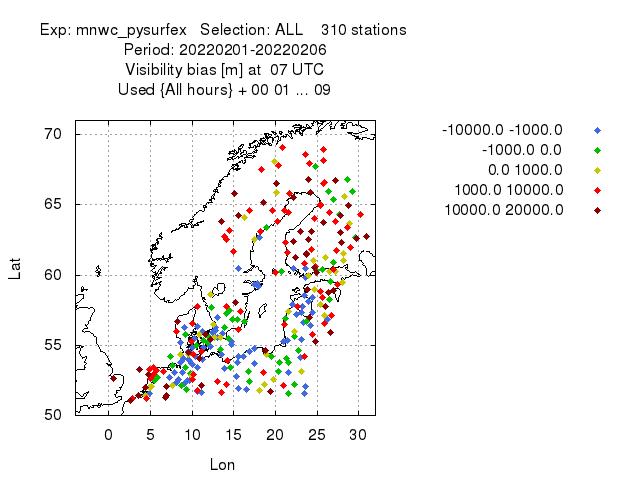 Exp: mnwc_pysurfex   Selection: ALL    310 stations
Period: 20220201-20220206
Visibility bias [m] at  07 UTC
Used {All hours} + 00 01 ... 09
-10000.0 -1000.0
-1000.0 0.0
0.0 1000.0
1000.0 10000.0
10000.0 20000.0
70
65
60
55
50
Lat
0 5 10 15 20 25 30
Lon